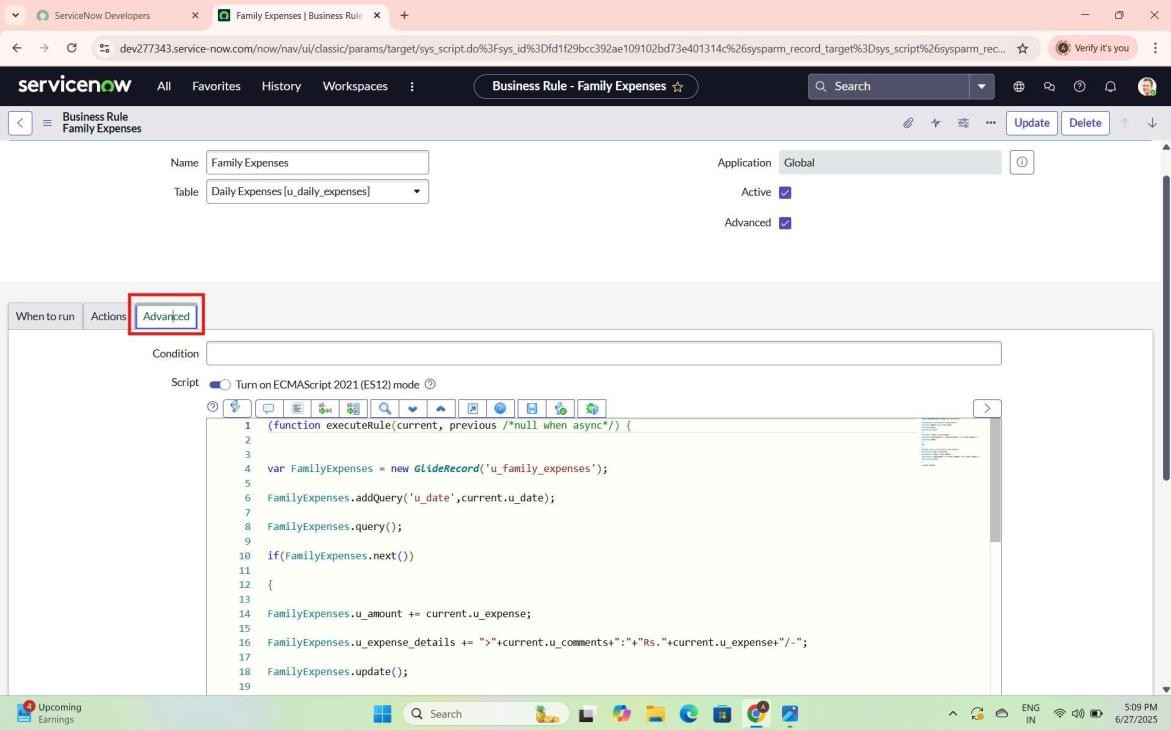 ServiceNow Developers
Family Expenses | Business Rule
dev277343.service-now.com/now/nav/ui/classic/params/target/sys_script.do%3Fsys_id%3Dfd1f29bcc392ae109102bd73e401314c%26sysparm_record_target%3Dsys_script%26sysparm_rec...
Verify it's you
servicenow
All
Favorites
History
Workspaces
Business Rule - Family Expenses
Search
Business Rule
Family Expenses
Update
Delete
Name
Family Expenses
Application
Global
Table
Daily Expenses [u_daily_expenses]
Active
Advanced
When to run
Actions
Advanced
Condition
Script
Turn on ECMAScript 2021 (ES12) mode
1 (function executeRule(current, previous /*null when async*/) {
2
3
4 var FamilyExpenses = new GlideRecord('u_family_expenses');
5
6 FamilyExpenses.addQuery('u_date',current.u_date);
7
8 FamilyExpenses.query();
9
10 if(FamilyExpenses.next())
11
12 {
13
14 FamilyExpenses.u_amount += current.u_expense;
15
16 FamilyExpenses.u_expense_details += ">"+current.u_comments+":"+"Rs."+current.u_expense+"/-";
17
18 FamilyExpenses.update();
19
4
Upcoming
Earnings
Search
ENG
IN
5:09 PM
6/27/2025